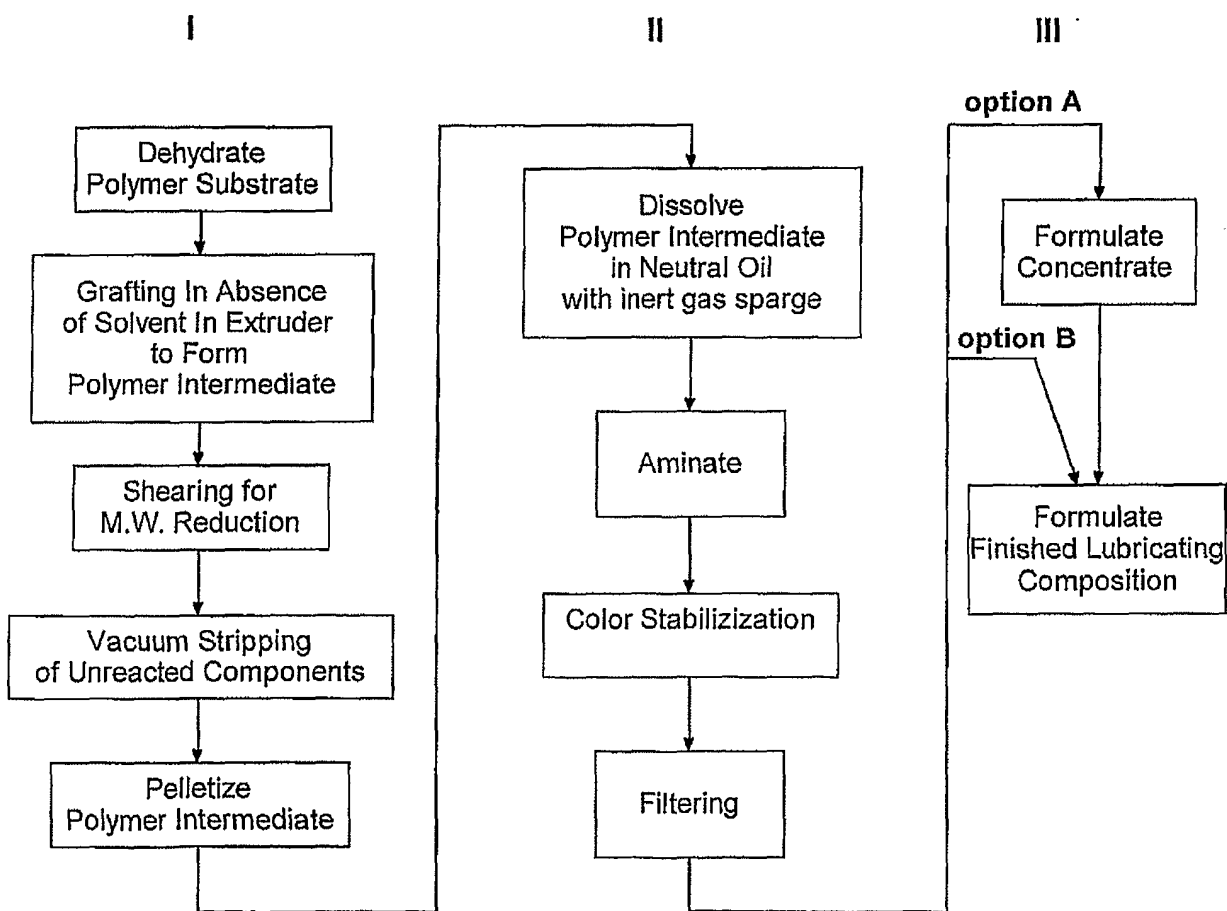 I
II
III
Dehydrate
Polymer Substrate
Grafting In Absence
of Solvent In Extruder
to Form
Polymer Intermediate
Shearing for
M.W. Reduction
Vacuum Stripping
of Unreacted Components
Pelletize
Polymer Intermediate
Dissolve
Polymer Intermediate
in Neutral Oil
with inert gas sparge
Aminate
Color Stabilizization
Filtering
option A
Formulate
Concentrate
option B
Formulate
Finished Lubricating
Composition